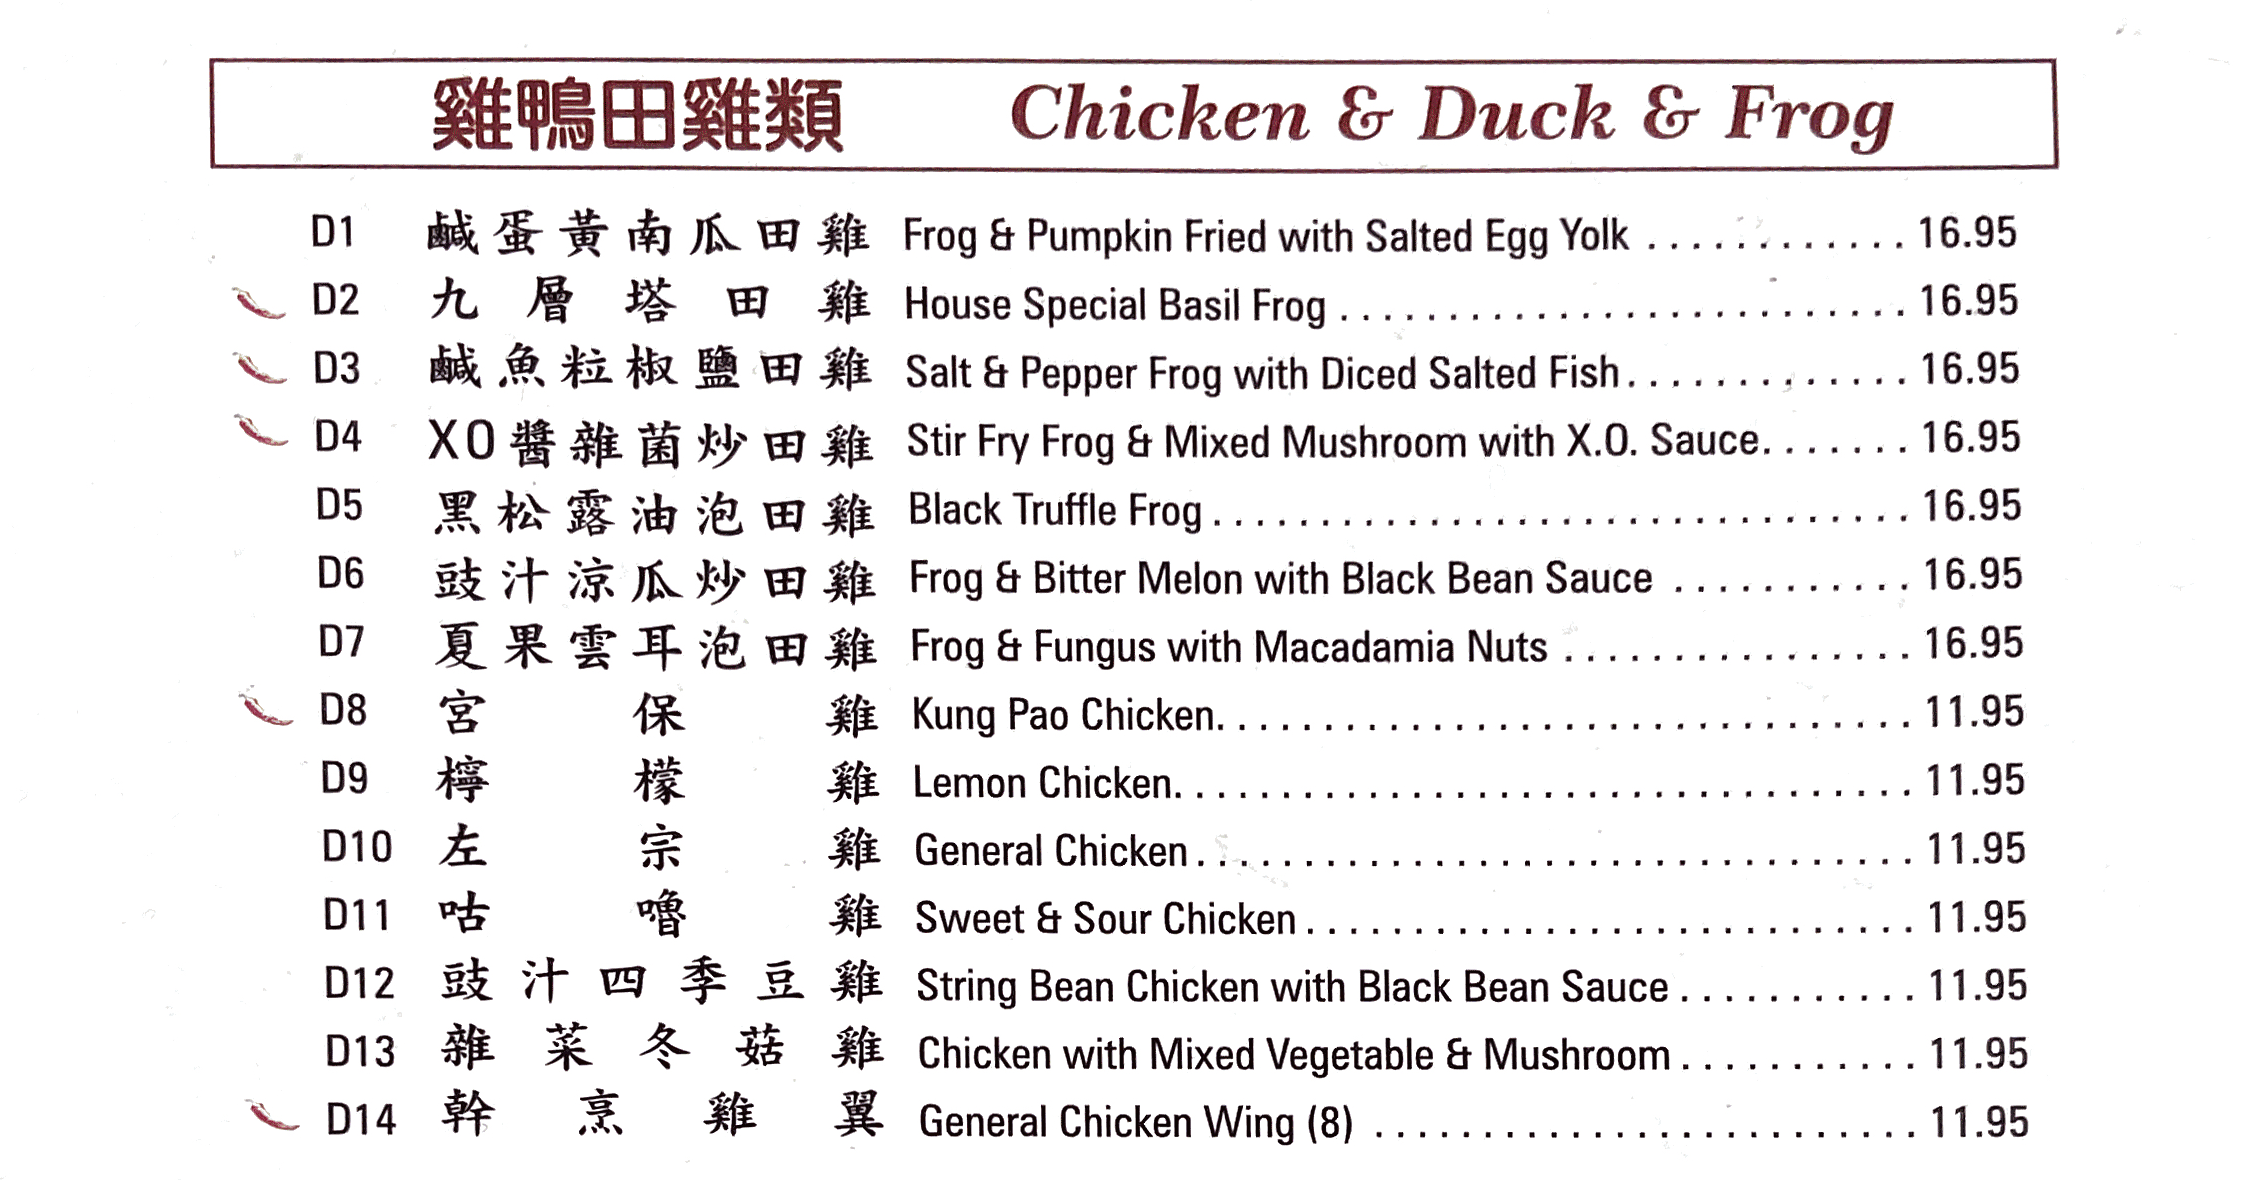 雞鴨田雞類 Chicken & Duck & Frog
D1 鹹蛋黃南瓜田雞 Frog & Pumpkin Fried with Salted Egg Yolk . . . . . . . . . . . . 16.95
D2 九層塔田雞 House Special Basil Frog . . . . . . . . . . . . . . . . . . . . . . . . . . 16.95
D3 鹹魚粒椒鹽田雞 Salt & Pepper Frog with Diced Salted Fish . . . . . . . . . . . . . 16.95
D4 XO醬雜菌炒田雞 Stir Fry Frog & Mixed Mushroom with X.O. Sauce. . . . . . . 16.95
D5 黑松露油泡田雞 Black Truffle Frog . . . . . . . . . . . . . . . . . . . . . . . . . . . . . . . . 16.95
D6 豉汁涼瓜炒田雞 Frog & Bitter Melon with Black Bean Sauce . . . . . . . . . . . 16.95
D7 夏果雲耳泡田雞 Frog & Fungus with Macadamia Nuts . . . . . . . . . . . . . . . . 16.95
D8 宮保雞 Kung Pao Chicken. . . . . . . . . . . . . . . . . . . . . . . . . . . . . . . . 11.95
D9 檸檬雞 Lemon Chicken. . . . . . . . . . . . . . . . . . . . . . . . . . . . . . . . . . 11.95
D10 左宗雞 General Chicken . . . . . . . . . . . . . . . . . . . . . . . . . . . . . . . . . 11.95
D11 咕嚕雞 Sweet & Sour Chicken . . . . . . . . . . . . . . . . . . . . . . . . . . . . 11.95
D12 豉汁四季豆雞 String Bean Chicken with Black Bean Sauce . . . . . . . . . . . 11.95
D13 雜菜冬菇雞 Chicken with Mixed Vegetable & Mushroom . . . . . . . . . . . 11.95
D14 幹烹雞翼 General Chicken Wing (8) . . . . . . . . . . . . . . . . . . . . . . . . . 11.95